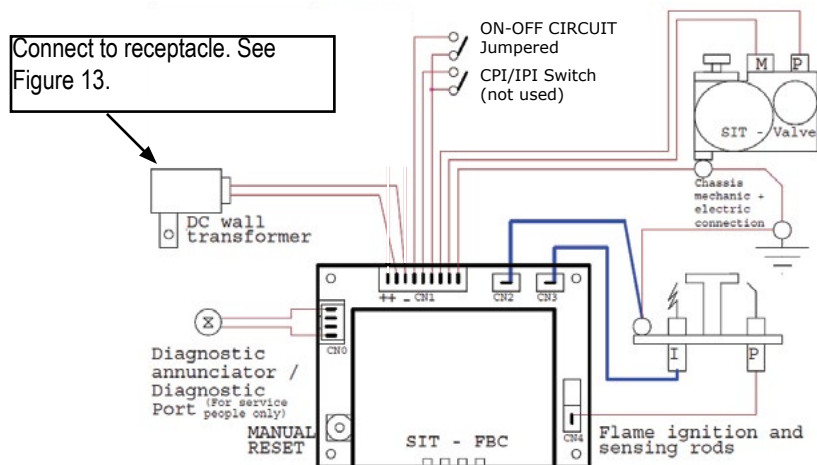 Connect to receptacle. See
Figure 13.
ON-OFF CIRCUIT
Jumpered
CPI/IPI Switch
(not used)
M
P
SIT - Valve
Chassis
mechanic +
electric
connection
DC wall
transformer
++ -
CN1
CN2
CN3
CN0
I
P
Diagnostic
annunciator /
Diagnostic
Port (For service
people only)
MANUAL
RESET
SIT - FBC
CN4
Flame ignition and
sensing rods